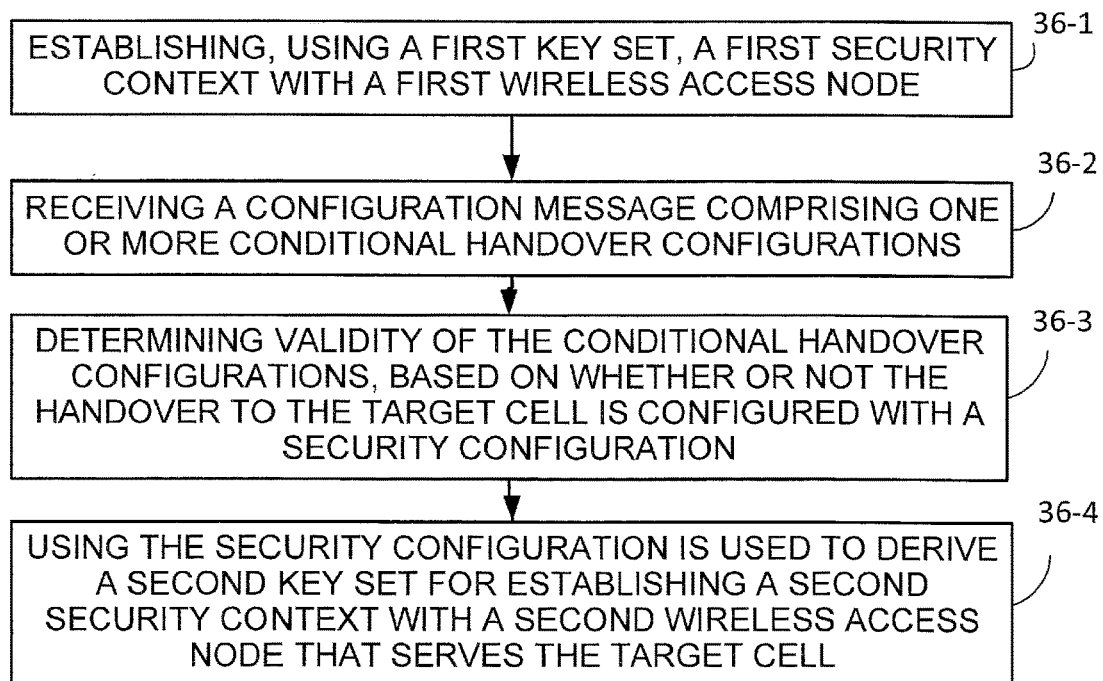 36-1
ESTABLISHING, USING A FIRST KEY SET, A FIRST SECURITY
CONTEXT WITH A FIRST WIRELESS ACCESS NODE
36-2
RECEIVING A CONFIGURATION MESSAGE COMPRISING ONE
OR MORE CONDITIONAL HANDOVER CONFIGURATIONS
36-3
DETERMINING VALIDITY OF THE CONDITIONAL HANDOVER
CONFIGURATIONS, BASED ON WHETHER OR NOT THE
HANDOVER TO THE TARGET CELL IS CONFIGURED WITH A
SECURITY CONFIGURATION
36-4
USING THE SECURITY CONFIGURATION IS USED TO DERIVE
A SECOND KEY SET FOR ESTABLISHING A SECOND
SECURITY CONTEXT WITH A SECOND WIRELESS ACCESS
NODE THAT SERVES THE TARGET CELL